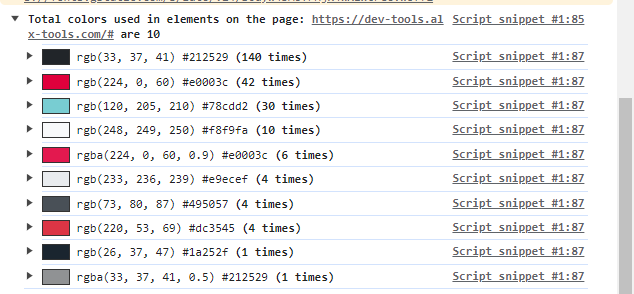 Total colors used in elements on the page: https://dev-tools.al Script snippet #1:85
x-tools.com/# are 10
rgb(33, 37, 41) #212529 (140 times) Script snippet #1:87
rgb(224, 0, 60) #e0003c (42 times) Script snippet #1:87
rgb(120, 205, 210) #78cdd2 (30 times) Script snippet #1:87
rgb(248, 249, 250) #f8f9fa (10 times) Script snippet #1:87
rgba(224, 0, 60, 0.9) #e0003c (6 times) Script snippet #1:87
rgb(233, 236, 239) #e9ecef (4 times) Script snippet #1:87
rgb(73, 80, 87) #495057 (4 times) Script snippet #1:87
rgb(220, 53, 69) #dc3545 (4 times) Script snippet #1:87
rgb(26, 37, 47) #1a252f (1 times) Script snippet #1:87
rgba(33, 37, 41, 0.5) #212529 (1 times) Script snippet #1:87